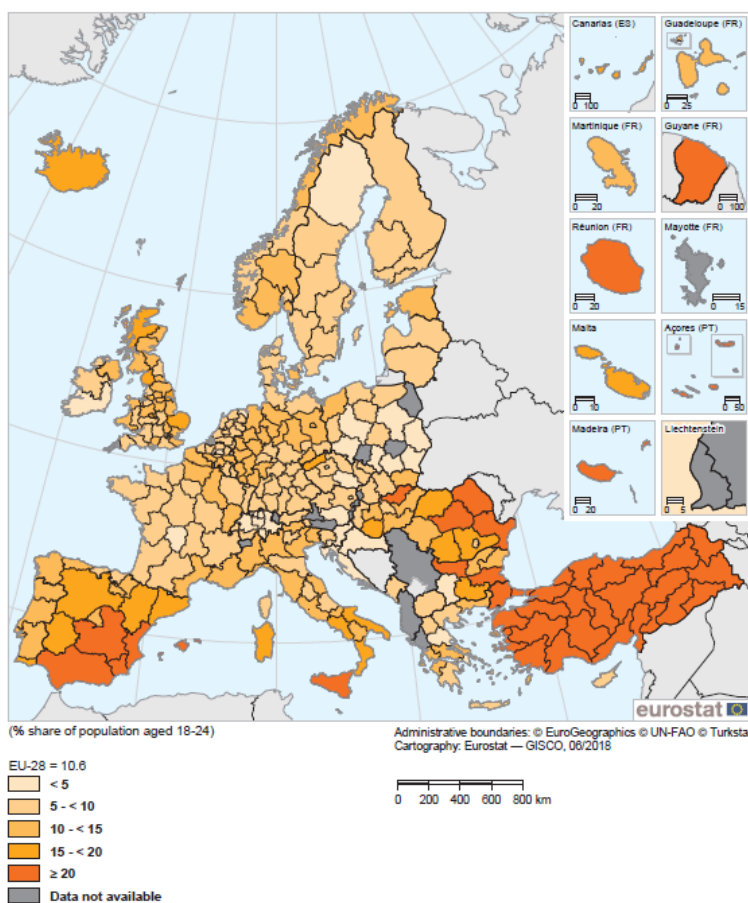 Canarias (ES)
0 100
Guadeloupe (FR)
0 25
Martinique (FR)
0 20
Guyane (FR)
0 100
Réunion (FR)
0 20
Mayotte (FR)
0 15
Malta
0 10
Açores (PT)
0 50
Madeira (PT)
0 20
Liechtenstein
0 5
eurostat
(% share of population aged 18-24)
Administrative boundaries: © EuroGeographics © UN-FAO © Turksta
Cartography: Eurostat — GISCO, 06/2018
EU-28 = 10.6
< 5
5 - < 10
10 - < 15
15 - < 20
≥ 20
Data not available
0 200 400 600 800 km